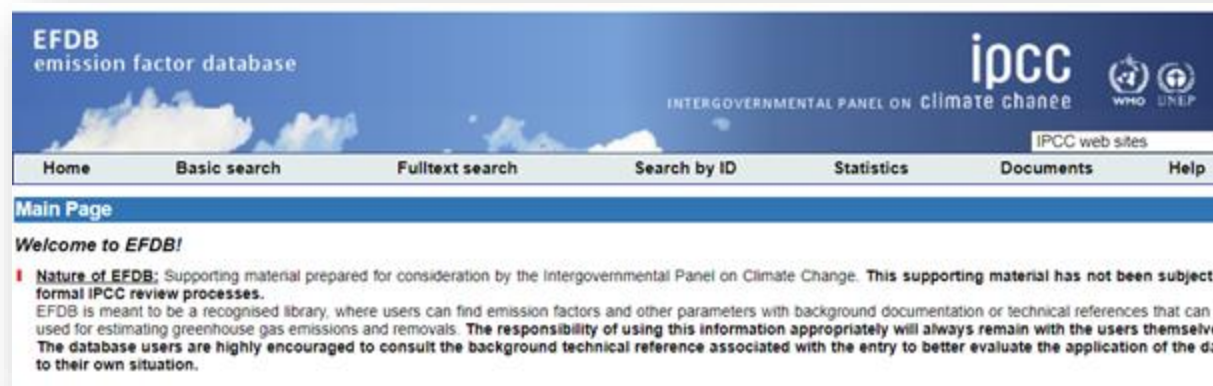 EFDB
emission factor database
ipcc
INTERGOVERNMENTAL PANEL ON climate change
WMO UNEP
IPCC web sites
Home Basic search Fulltext search Search by ID Statistics Documents Help
Main Page
Welcome to EFDB!
Nature of EFDB: Supporting material prepared for consideration by the Intergovernmental Panel on Climate Change. This supporting material has not been subject
formal IPCC review processes.
EFDB is meant to be a recognised library, where users can find emission factors and other parameters with background documentation or technical references that can
used for estimating greenhouse gas emissions and removals. The responsibility of using this information appropriately will always remain with the users themselve
The database users are highly encouraged to consult the background technical reference associated with the entry to better evaluate the application of the da
to their own situation.